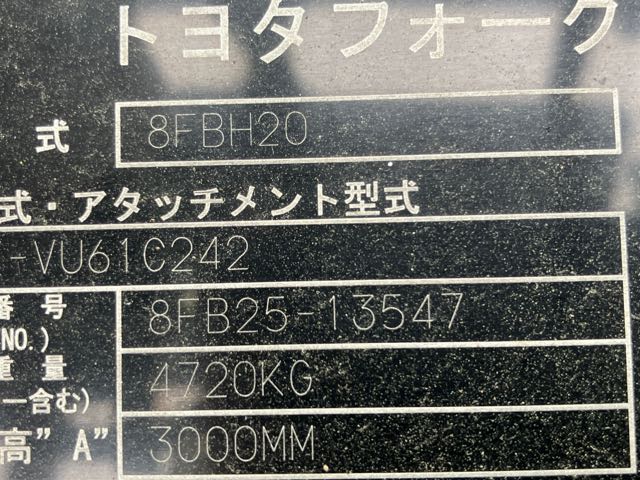 トヨタフォーク
式 8FBH20
式・アタッチメント型式
-VU61C242
番号 8FB25-13547
NO.)
重量 4720KG
ー含む)
高"A" 3000MM